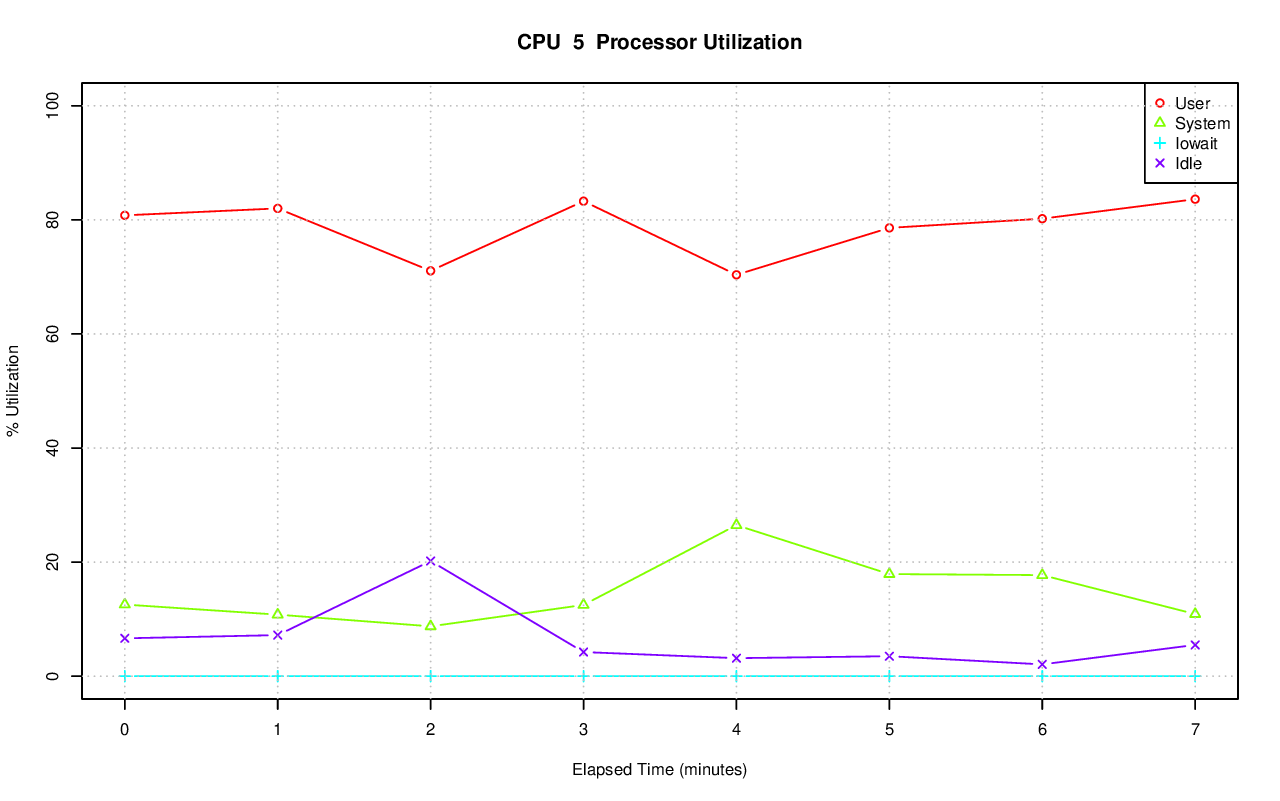 CPU  5  Processor Utilization
User
System
Iowait
Idle
100
80
60
40
20
0
% Utilization
0 1 2 3 4 5 6 7
Elapsed Time (minutes)